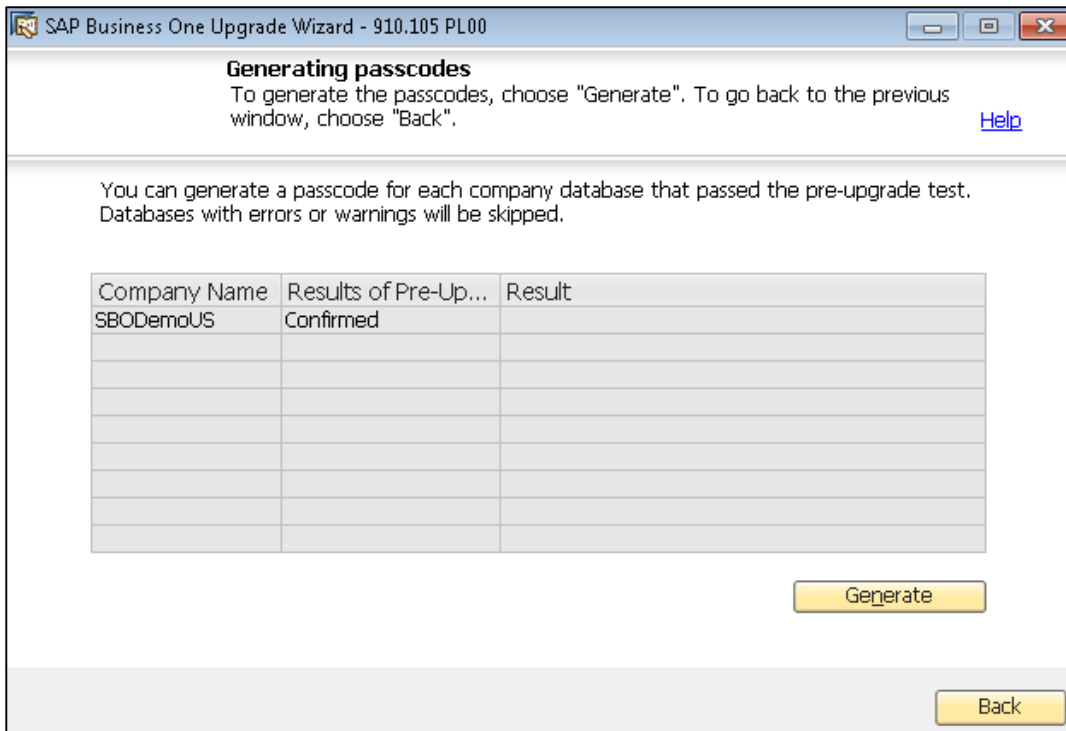 SAP Business One Upgrade Wizard - 910.105 PL00
Generating passcodes
To generate the passcodes, choose "Generate". To go back to the previous
window, choose "Back".
Help
You can generate a passcode for each company database that passed the pre-upgrade test.
Databases with errors or warnings will be skipped.
Company Name Results of Pre-Up... Result
SBODemoUS Confirmed
Generate
Back